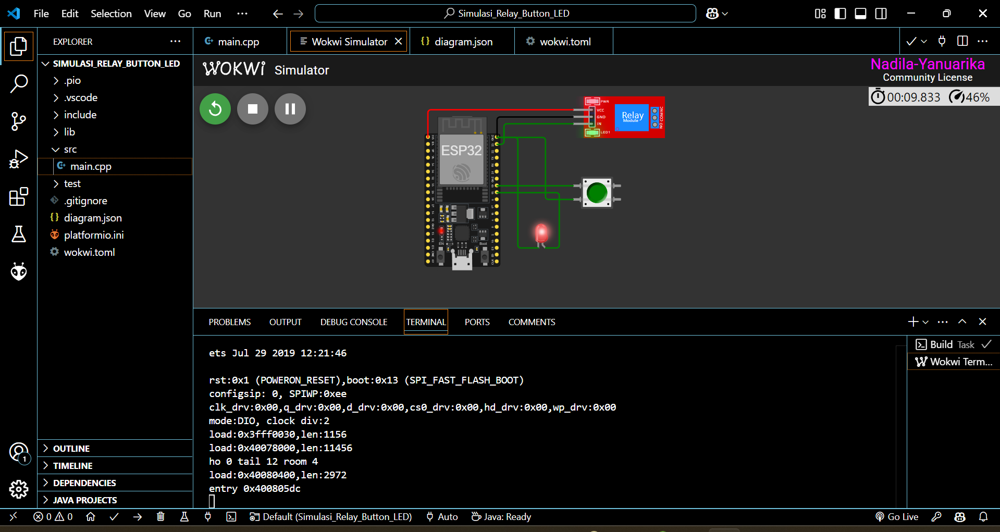 File Edit Selection View Go Run ··· Simulasi_Relay_Button_LED
EXPLORER
main.cpp Wokwi Simulator diagram.json wokwi.toml
SIMULASI_RELAY_BUTTON_LED
.pio
.vscode
include
lib
src
main.cpp
test
.gitignore
diagram.json
platformio.ini
wokwi.toml
OUTLINE
TIMELINE
DEPENDENCIES
JAVA PROJECTS
WOKWi Simulator
Nadila-Yanuarika
Community License
00:09.833 46%
ESP32
EN
Boot
PWR
VCC
GND
IN
LED1
Relay
Module
NO COM NC
PROBLEMS OUTPUT DEBUG CONSOLE TERMINAL PORTS COMMENTS
ets Jul 29 2019 12:21:46
rst:0x1 (POWERON_RESET),boot:0x13 (SPI_FAST_FLASH_BOOT)
configsip: 0, SPIWP:0xee
clk_drv:0x00,q_drv:0x00,d_drv:0x00,cs0_drv:0x00,hd_drv:0x00,wp_drv:0x00
mode:DIO, clock div:2
load:0x3fff0030,len:1156
load:0x40078000,len:11456
ho 0 tail 12 room 4
load:0x40080400,len:2972
entry 0x400805dc
Build Task
Wokwi Term...
1
0 0 Default (Simulasi_Relay_Button_LED) Auto Java: Ready Go Live